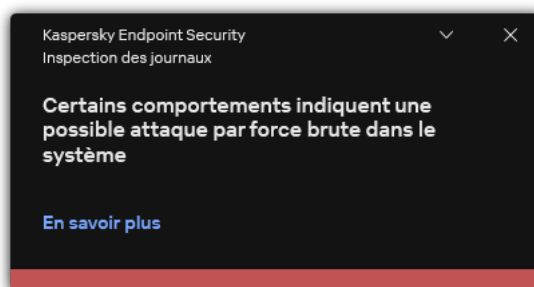 Kaspersky Endpoint Security
Inspection des journaux
Certains comportements indiquent une
possible attaque par force brute dans le
système
En savoir plus